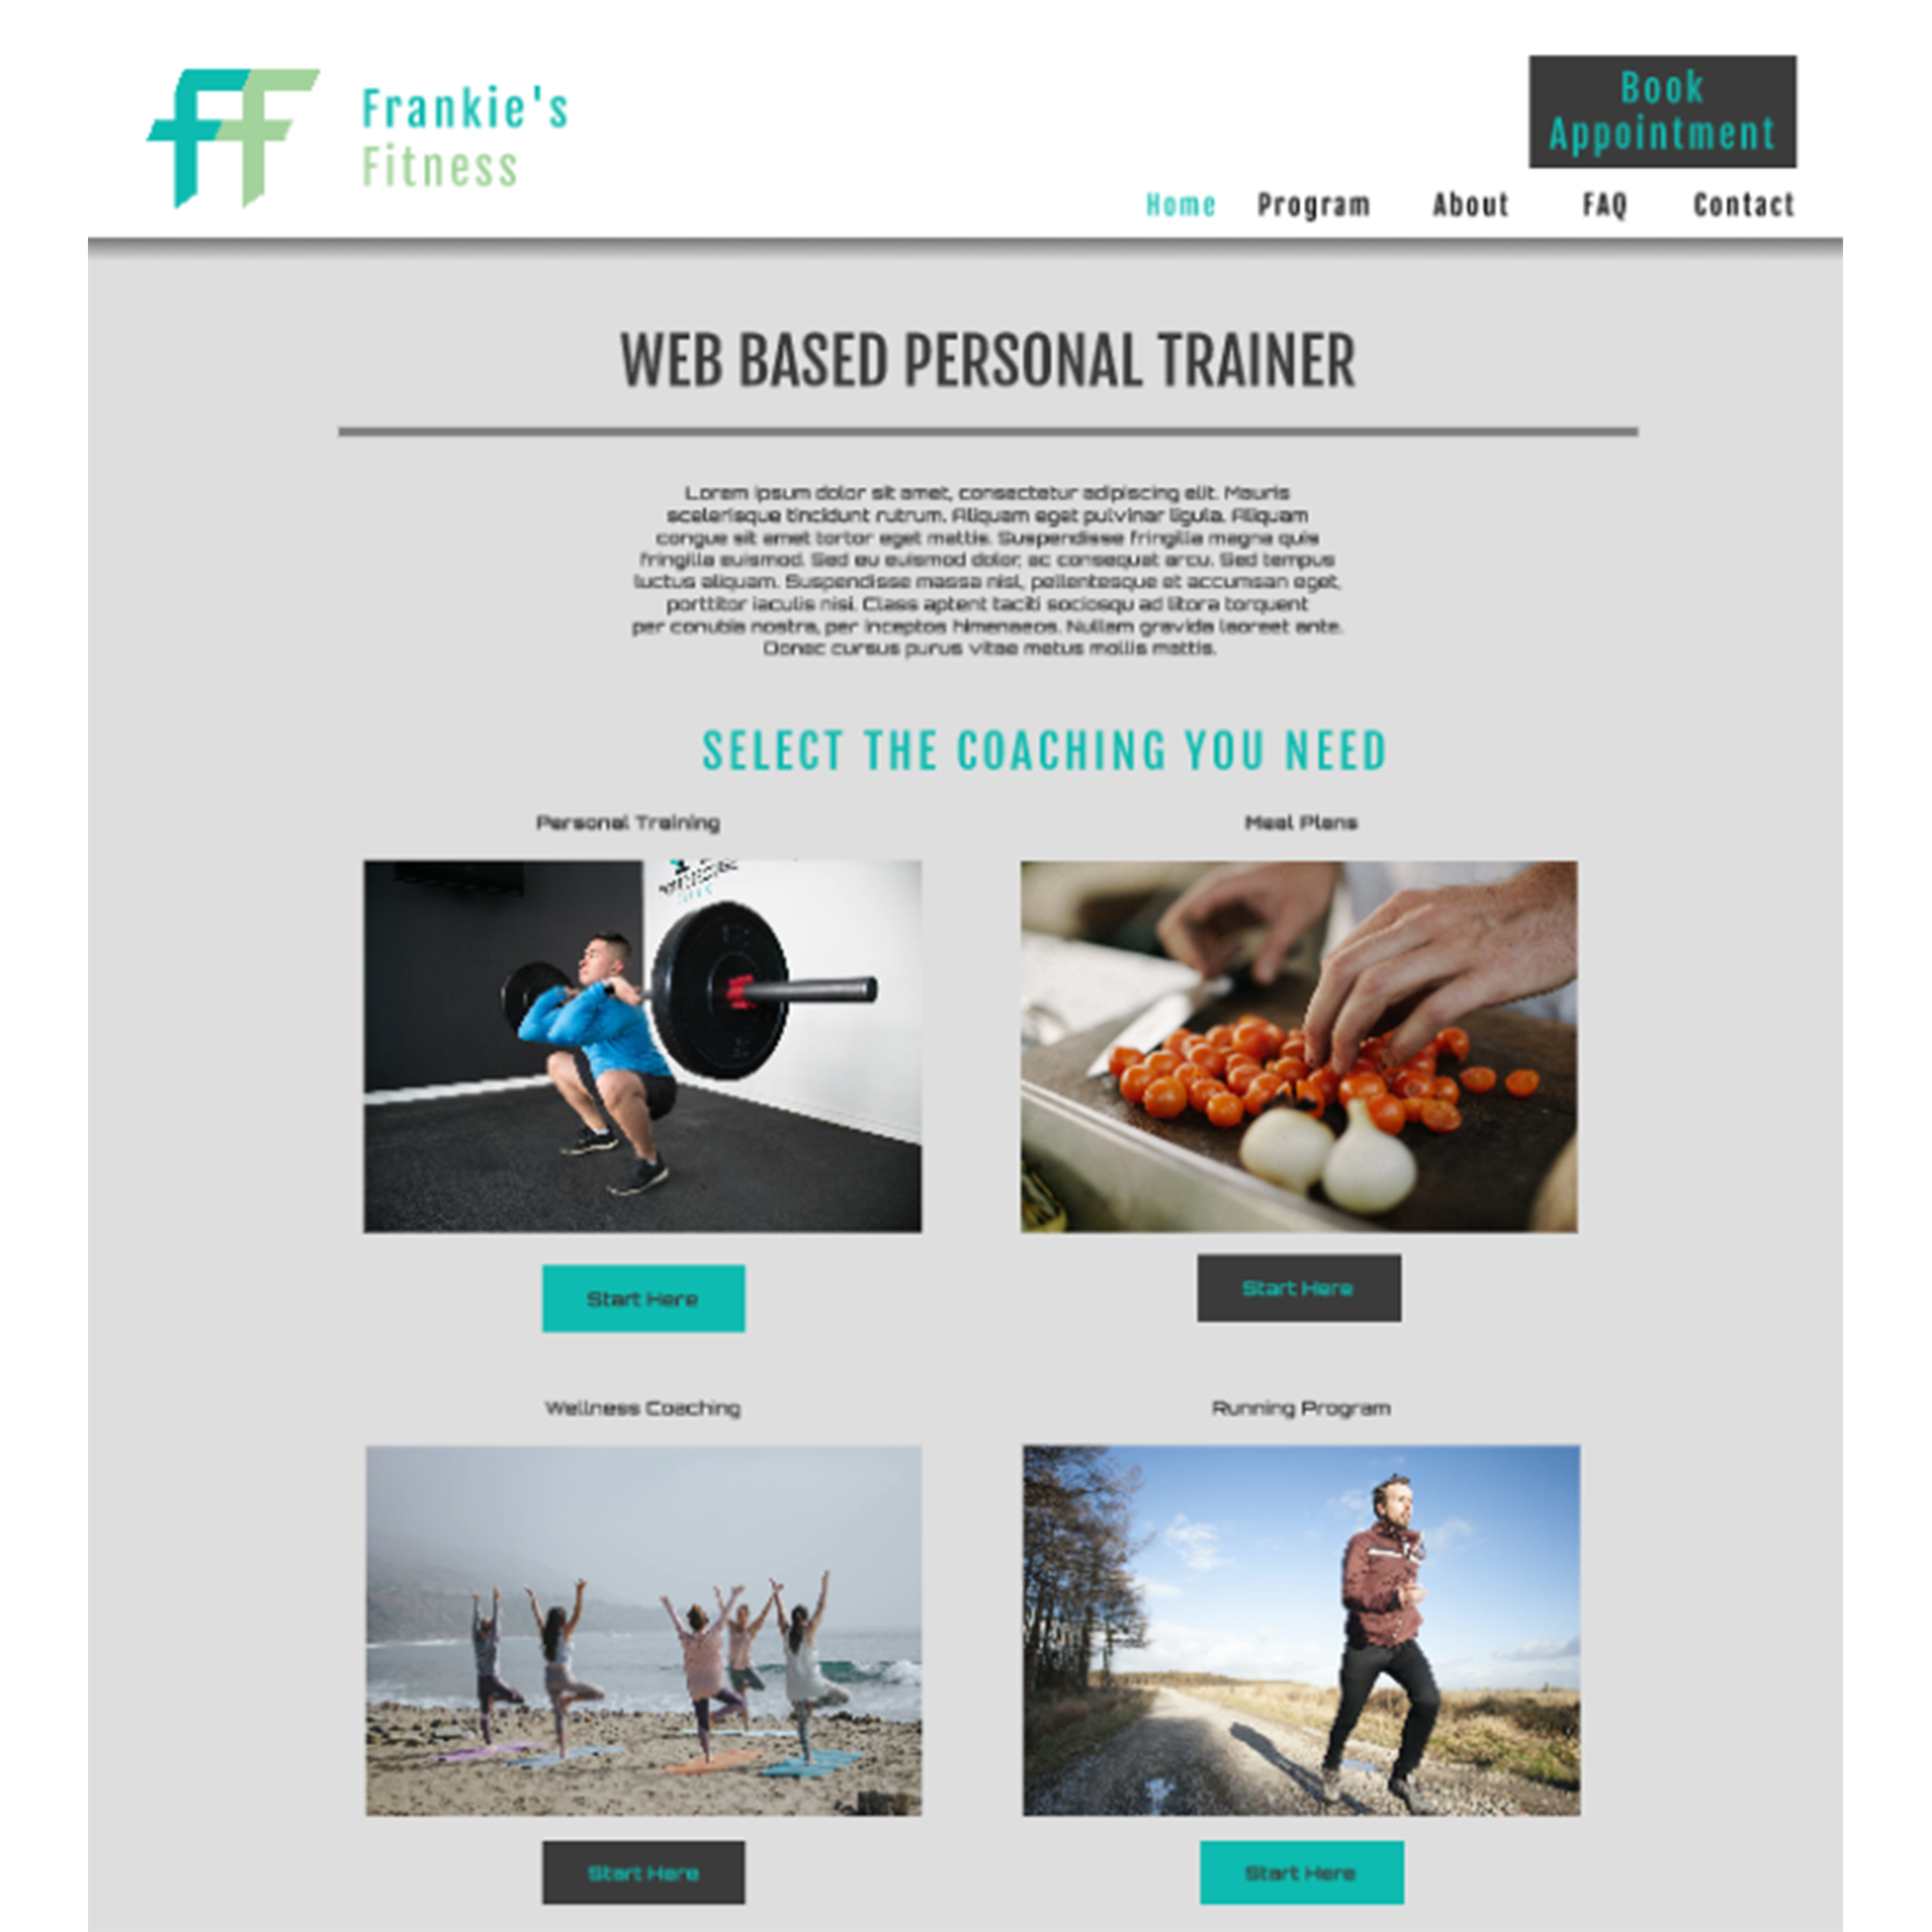 Frankie's
Fitness
Book
Appointment
Home Program About FAQ Contact
WEB BASED PERSONAL TRAINER
Lorem ipsum dolor sit amet, consectetur adipiscing elit. Mauris
scelerisque tincidunt rutrum. Aliquam eget pulvinar ligula. Aliquam
congue sit amet tortor eget mattis. Suspendisse fringilla magna quis
fringilla euismod. Sed eu euismod dolor, ac consequat arcu. Sed tempus
luctus aliquam. Suspendisse massa nisl, pellentesque et accumsan eget,
porttitor iaculis nisi. Class aptent taciti sociosqu ad litora torquent
per conubia nostra, per inceptos himenaeos. Nullam gravida laoreet ante.
Donec cursus purus vitae metus mollis mattis.
SELECT THE COACHING YOU NEED
Personal Training
Meal Plans
Start Here
Start Here
Wellness Coaching
Running Program
Start Here
Start Here